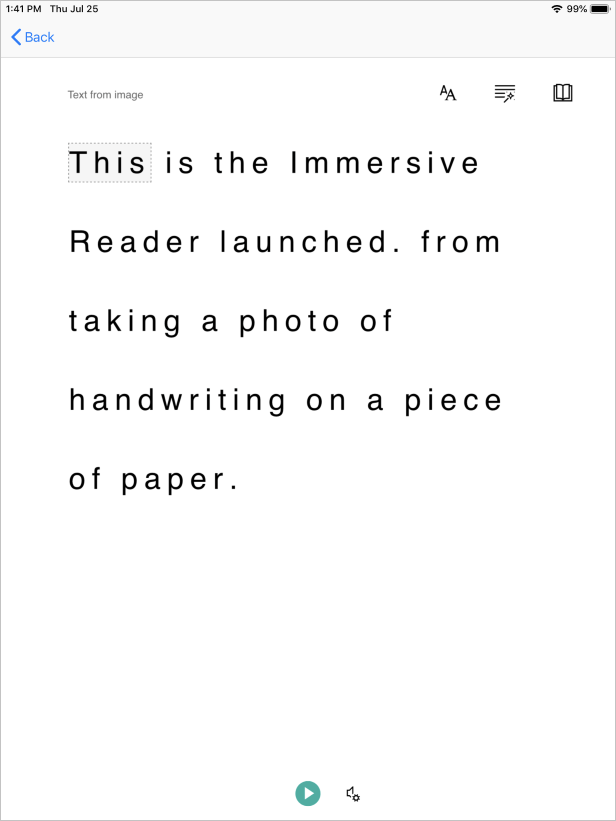 1:41 PM Thu Jul 25 99%
Back
Text from image AA
This is the Immersive
Reader launched. from
taking a photo of
handwriting on a piece
of paper.